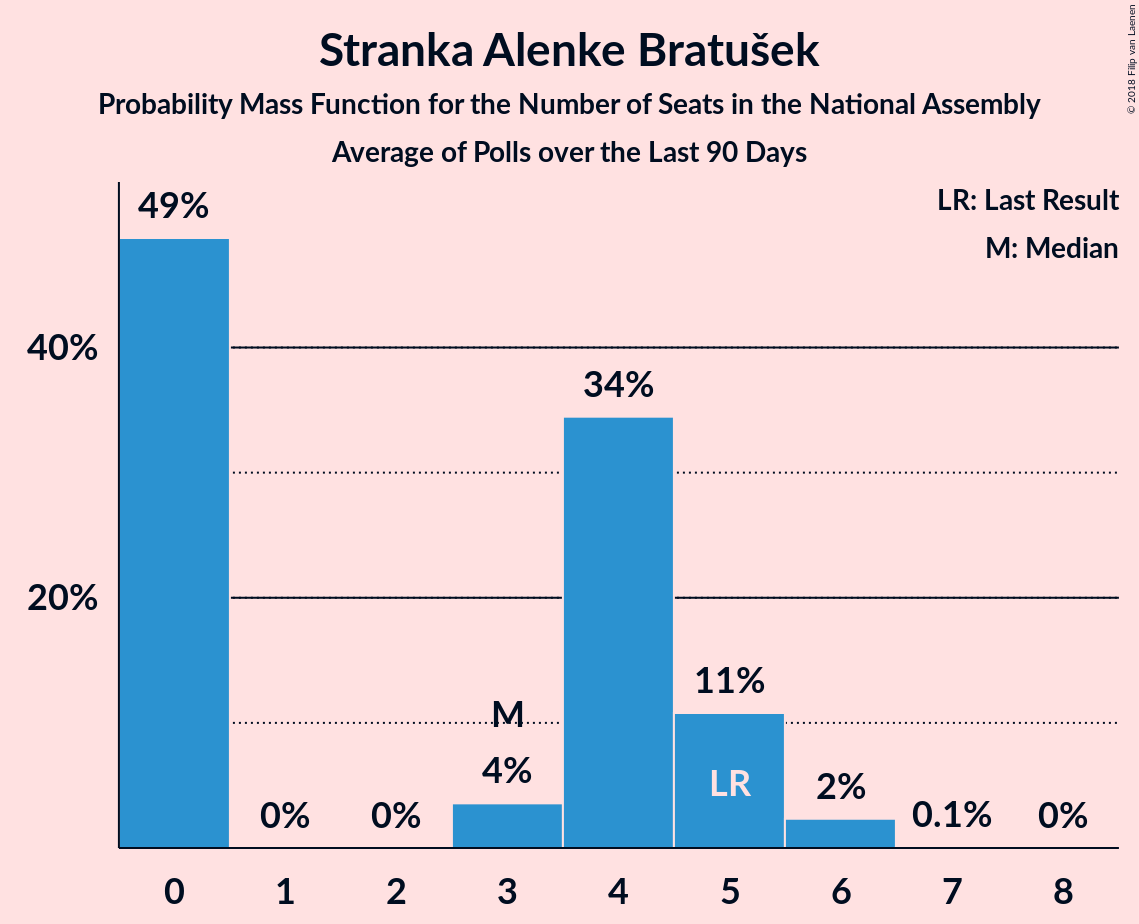 Stranka Alenke Bratušek
Probability Mass Function for the Number of Seats in the National Assembly
Average of Polls over the Last 90 Days
© 2018 Filip van Laenen
LR: Last Result
M: Median
49%
40%
34%
20%
11%
M
4%
LR
2%
0%
0%
0.1%
0%
0 1 2 3 4 5 6 7 8